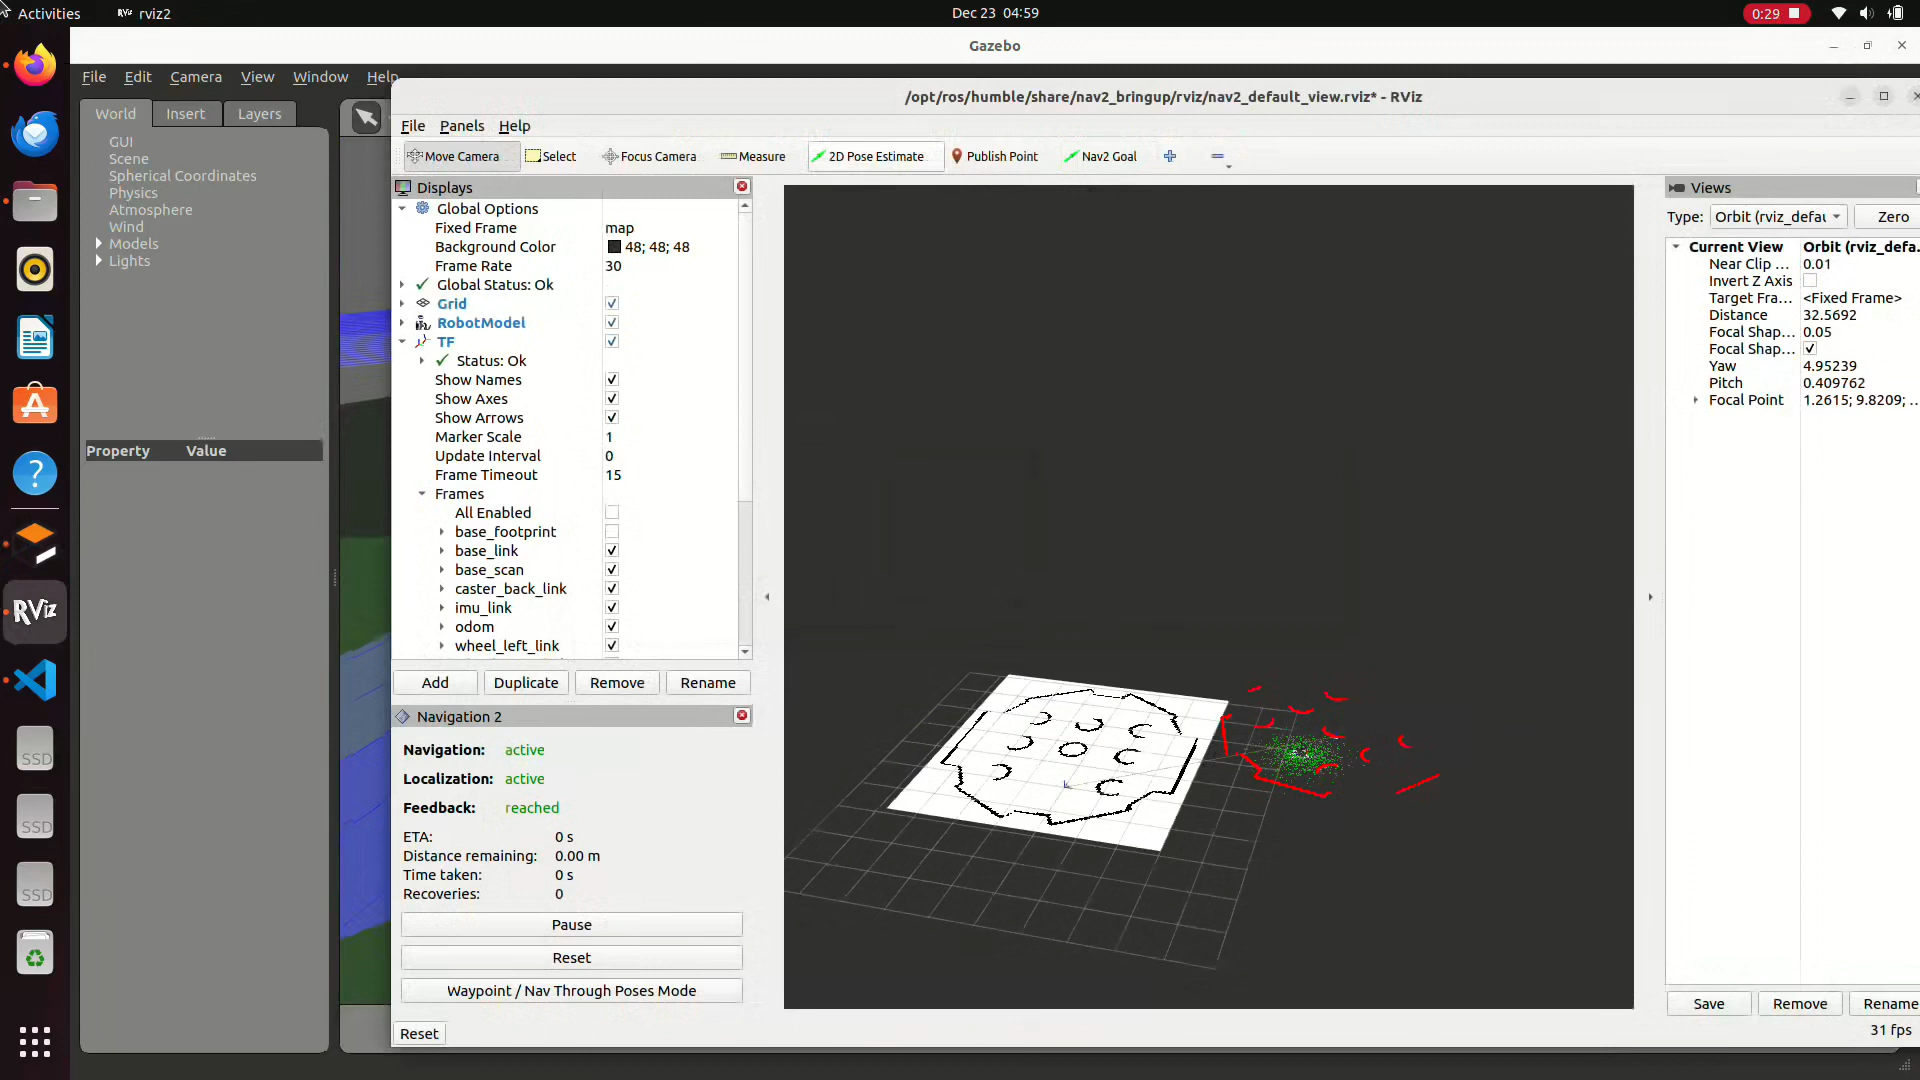 Activities
rviz2
Dec 23 04:59
0:29
Gazebo
File Edit Camera View Window Help
World Insert Layers
GUI
Scene
Spherical Coordinates
Physics
Atmosphere
Wind
Models
Lights
Property Value
/opt/ros/humble/share/nav2_bringup/rviz/nav2_default_view.rviz* - RViz
File Panels Help
Move Camera Select Focus Camera Measure 2D Pose Estimate Publish Point Nav2 Goal
Displays
Global Options
Fixed Frame map
Background Color 48; 48; 48
Frame Rate 30
Global Status: Ok
Grid
RobotModel
TF
Status: Ok
Show Names
Show Axes
Show Arrows
Marker Scale 1
Update Interval 0
Frame Timeout 15
Frames
All Enabled
base_footprint
base_link
base_scan
caster_back_link
imu_link
odom
wheel_left_link
Add Duplicate Remove Rename
Navigation 2
Navigation: active
Localization: active
Feedback: reached
ETA: 0 s
Distance remaining: 0.00 m
Time taken: 0 s
Recoveries: 0
Pause
Reset
Waypoint / Nav Through Poses Mode
Reset
Views
Type: Orbit (rviz_defau Zero
Current View Orbit (rviz_defa...
Near Clip ... 0.01
Invert Z Axis
Target Fra... <Fixed Frame>
Distance 32.5692
Focal Shap... 0.05
Focal Shap...
Yaw 4.95239
Pitch 0.409762
Focal Point 1.2615; 9.8209; ...
Save Remove Rename
31 fps
RViz
SSD
SSD
SSD